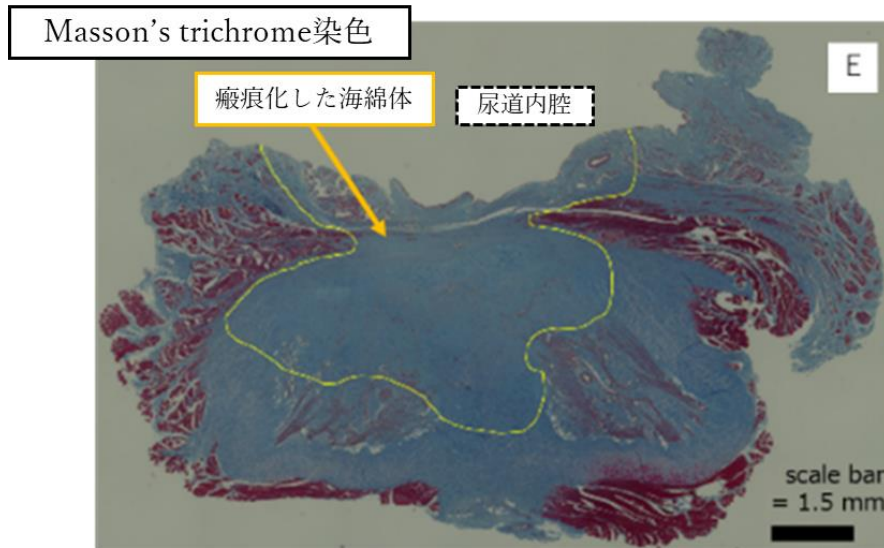 Masson’s trichrome染色
E
瘢痕化した海綿体
尿道内腔
scale bar
= 1.5 mm